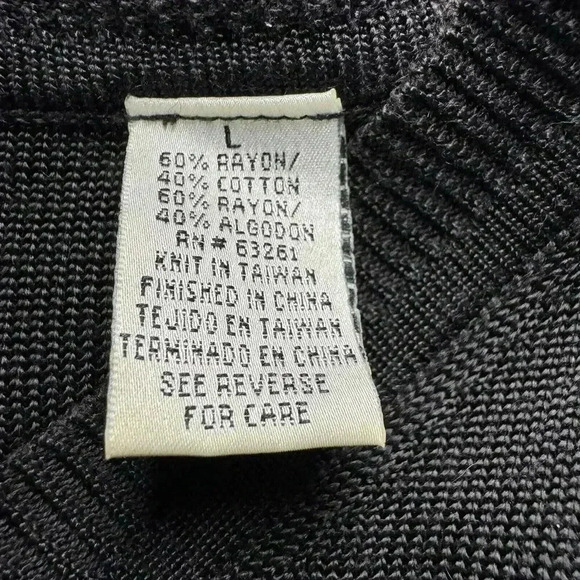 L
60% RAYON/
40% COTTON
60% RAYON/
40% ALGODON
RN# 63261
KNIT IN TAIWAN
FINISHED IN CHINA
TEJIDO EN TAIWAN
TERMINADO EN CHINA
SEE REVERSE
FOR CARE